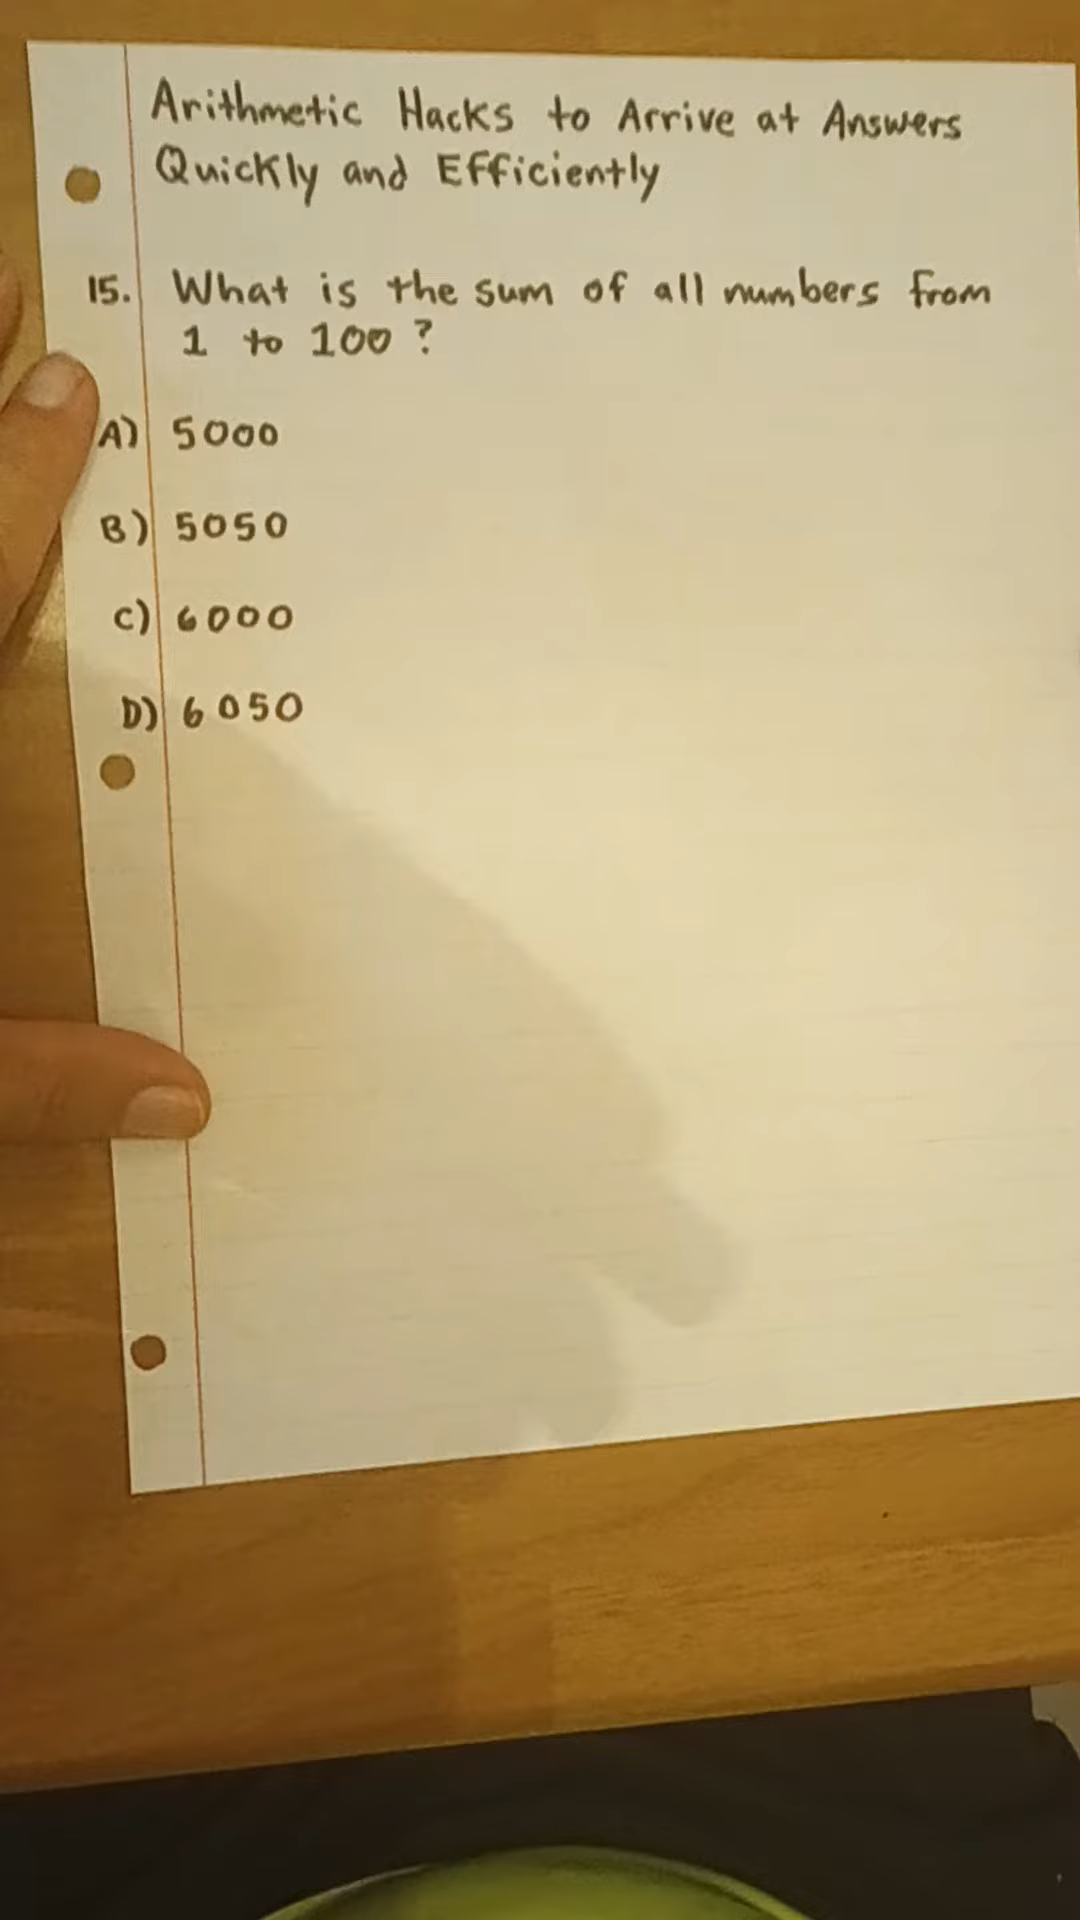 Arithmetic Hacks to Arrive at Answers
Quickly and Efficiently
15. What is the sum of all numbers from
1 to 100 ?
A) 5000
B) 5050
C) 6000
D) 6050